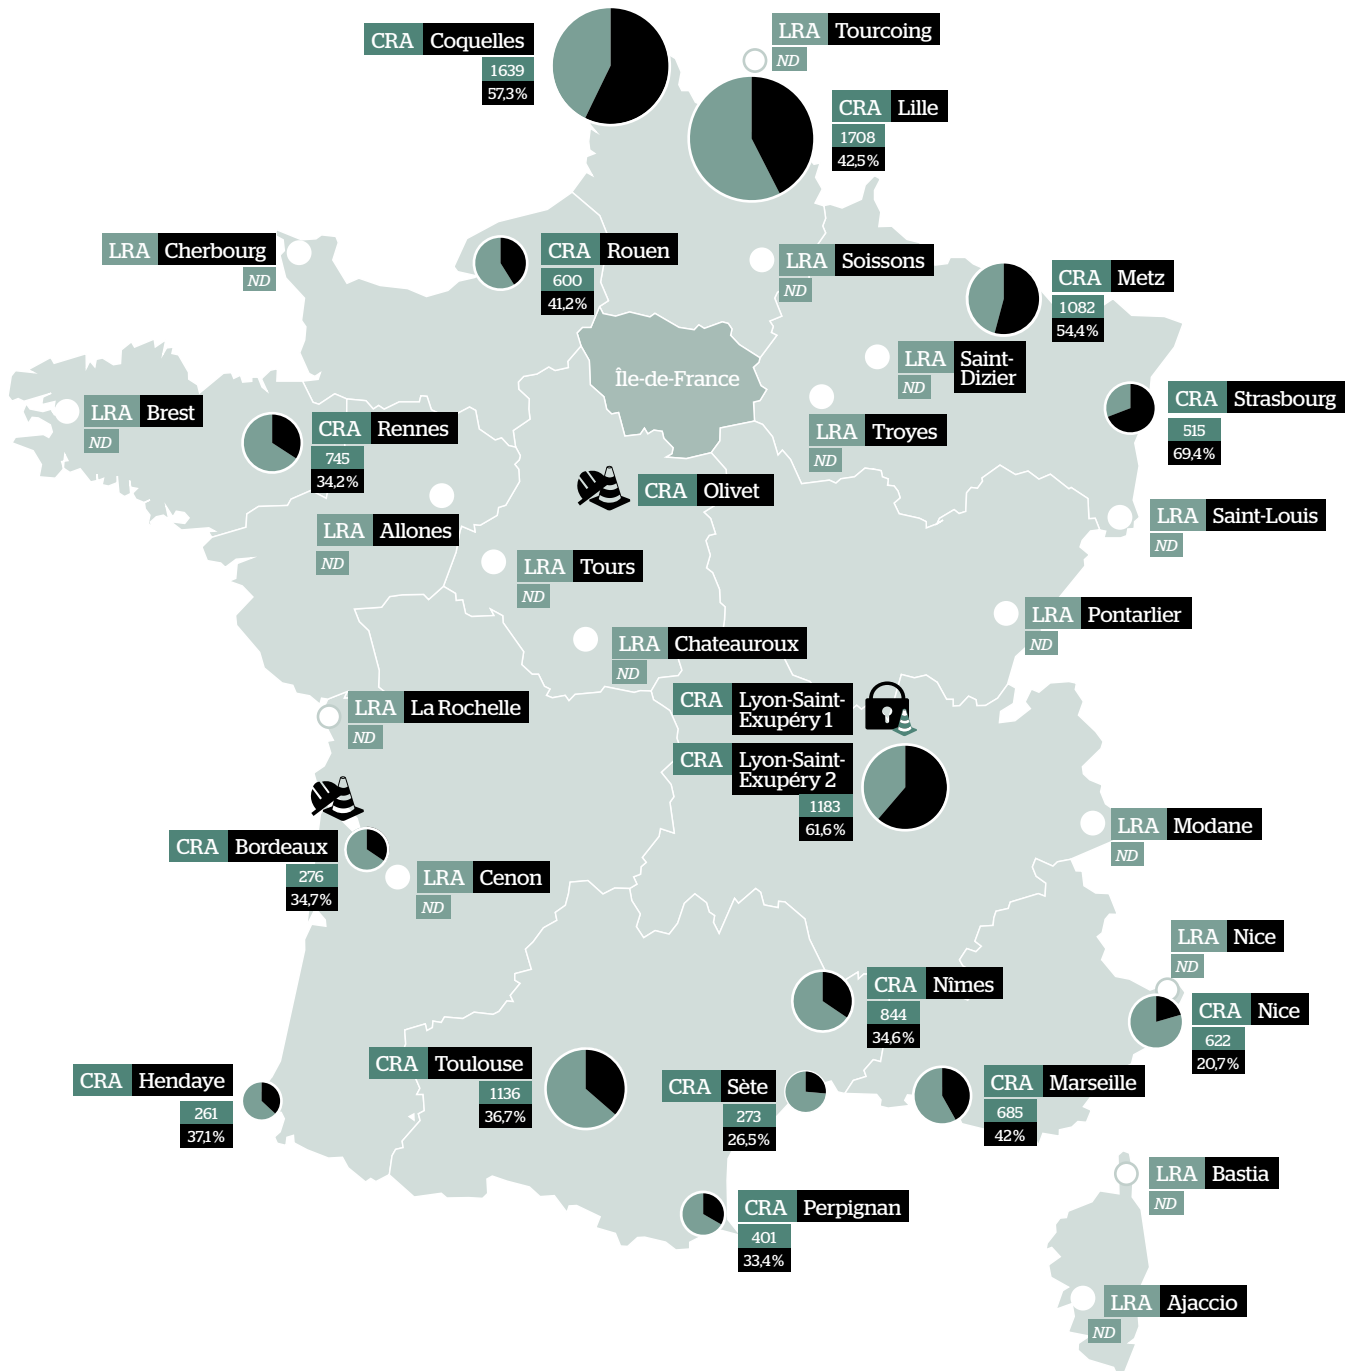 CRA Coquelles
1639
57,3%
LRA Tourcoing
ND
CRA Lille
1708
42,5%
LRA Cherbourg
ND
CRA Rouen
600
41,2%
LRA Soissons
ND
CRA Metz
1082
54,4%
Île-de-France
LRA Saint-
Dizier
ND
LRA Brest
ND
CRA Rennes
745
34,2%
LRA Troyes
ND
CRA Strasbourg
515
69,4%
CRA Olivet
LRA Allones
ND
LRA Saint-Louis
ND
LRA Tours
ND
LRA Pontarlier
ND
LRA Chateauroux
ND
LRA La Rochelle
ND
CRA Lyon-Saint-
Exupéry 1
CRA Lyon-Saint-
Exupéry 2
1183
61,6%
LRA Modane
ND
CRA Bordeaux
276
34,7%
LRA Cenon
ND
LRA Nice
ND
CRA Nîmes
844
34,6%
CRA Nice
622
20,7%
CRA Hendaye
261
37,1%
CRA Toulouse
1136
36,7%
CRA Sète
273
26,5%
CRA Marseille
685
42%
LRA Bastia
ND
CRA Perpignan
401
33,4%
LRA Ajaccio
ND